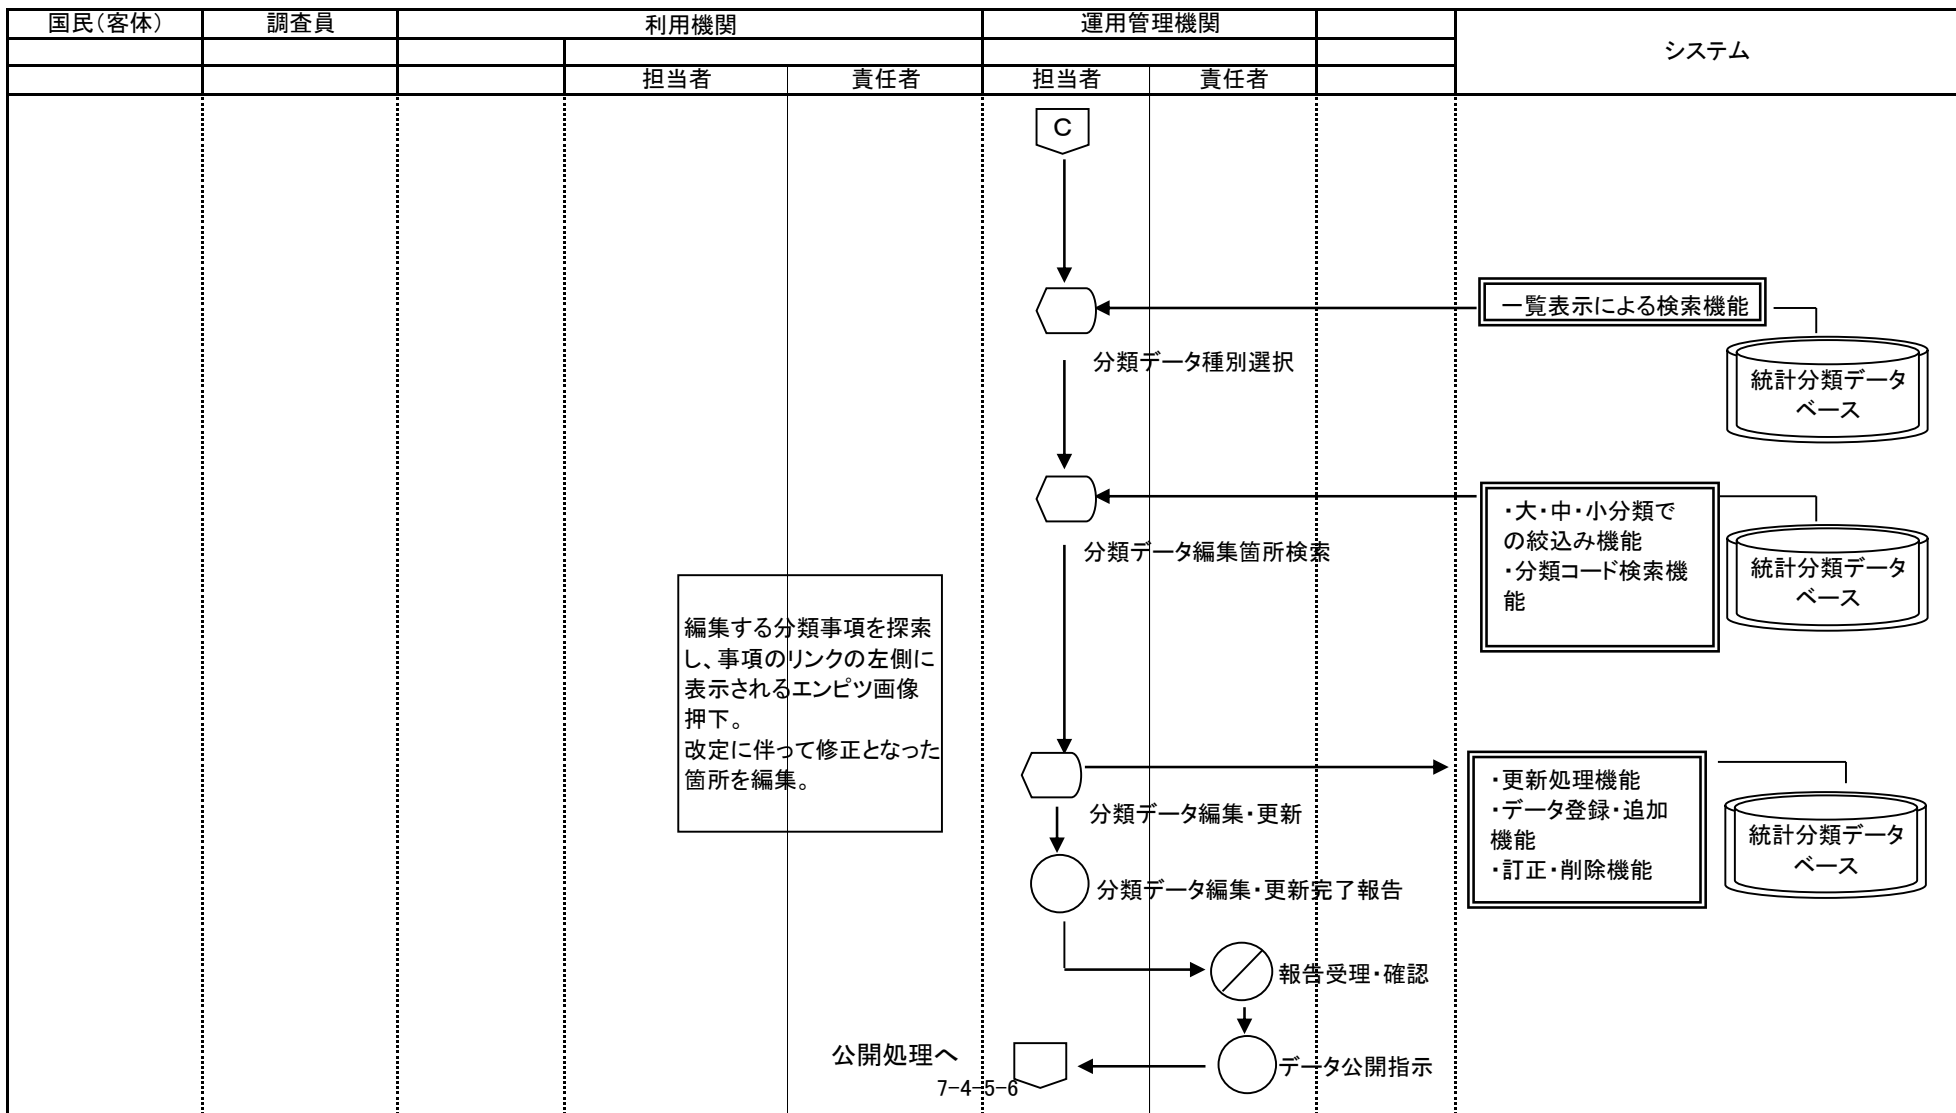 国民(客体)
調査員
利用機関
運用管理機関
システム
担当者
責任者
担当者
責任者
C
一覧表示による検索機能
分類データ種別選択
統計分類データ
ベース
・大・中・小分類で
の絞込み機能
・分類コード検索機
能
分類データ編集箇所検索
統計分類データ
ベース
編集する分類事項を探索
し、事項のリンクの左側に
表示されるエンピツ画像
押下。
改定に伴って修正となった
箇所を編集。
・更新処理機能
・データ登録・追加
機能
・訂正・削除機能
分類データ編集・更新
統計分類データ
ベース
分類データ編集・更新完了報告
報告受理・確認
公開処理へ
データ公開指示
7-4-5-6